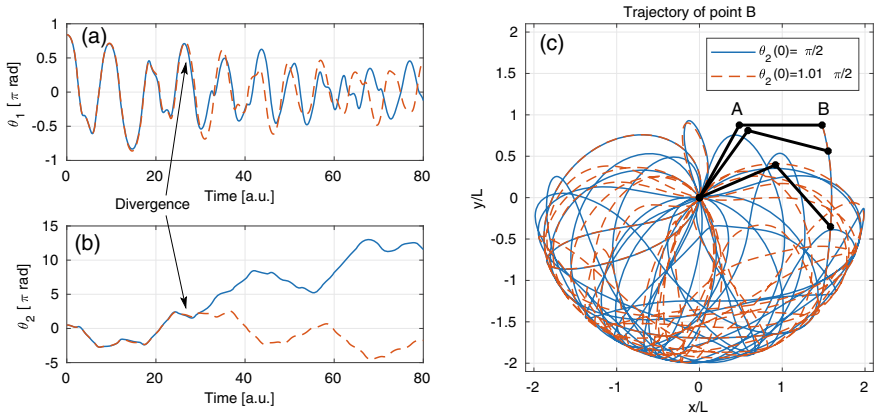 (a)
θ1 [ π rad]
1
0.5
0
-0.5
-1
0 20 40 60 80
Time [a.u.]
Divergence
(b)
θ2 [ π rad]
15
10
5
0
-5
0 20 40 60 80
Time [a.u.]
Trajectory of point B
(c)
θ2(0)= π/2
θ2(0)=1.01 π/2
A B
y/L
2
1.5
1
0.5
0
-0.5
-1
-1.5
-2
-2 -1 0 1 2
x/L